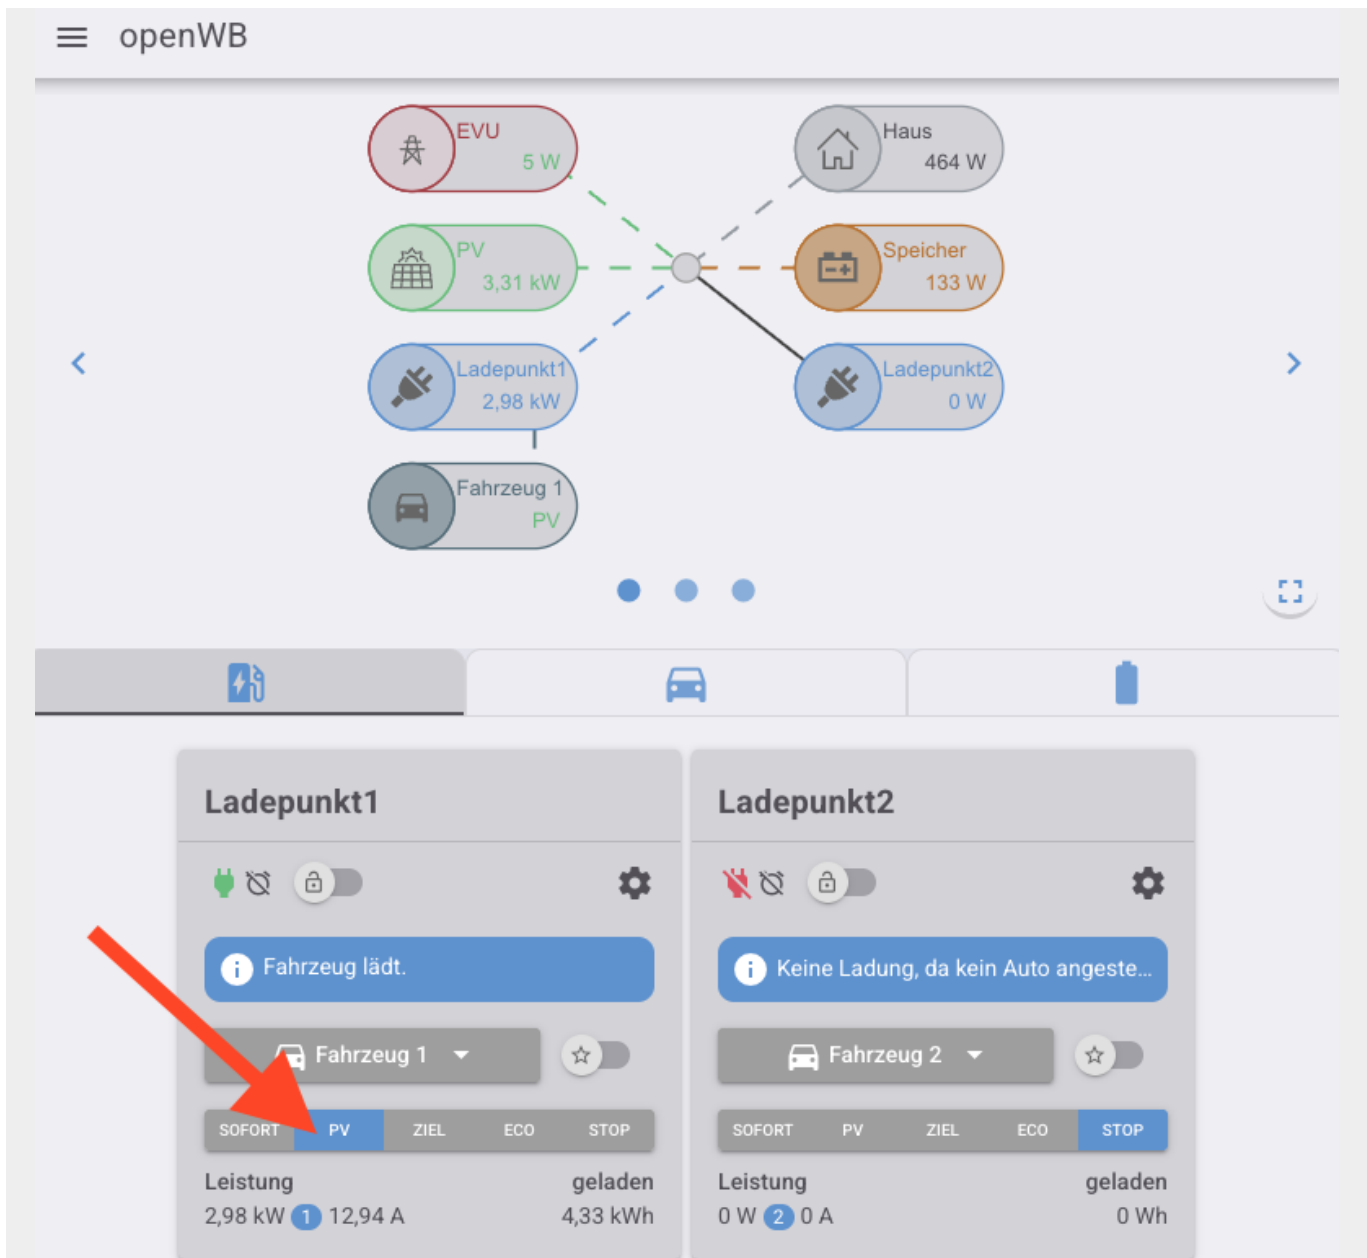 openWB
EVU
5 W
Haus
464 W
PV
3,31 kW
Speicher
133 W
Ladepunkt1
2,98 kW
Ladepunkt2
0 W
Fahrzeug 1
PV
Ladepunkt1
Fahrzeug lädt.
Fahrzeug 1
SOFORT PV ZIEL ECO STOP
Leistung geladen
2,98 kW 1 12,94 A 4,33 kWh
Ladepunkt2
Keine Ladung, da kein Auto angeste...
Fahrzeug 2
SOFORT PV ZIEL ECO STOP
Leistung geladen
0 W 2 0 A 0 Wh